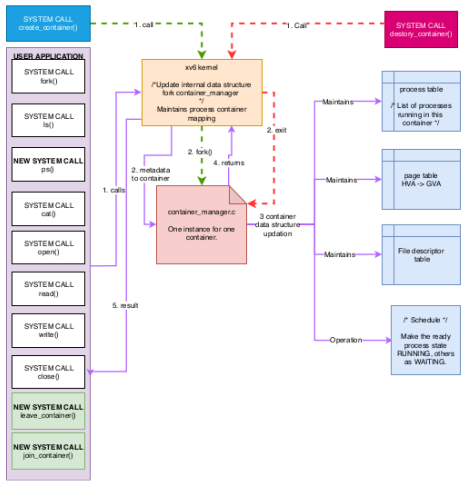 SYSTEM CALL
create_container()
1. call
1. Call
SYSTEM CALL
destory_container()
USER APPLICATION
SYSTEM CALL
fork()
SYSTEM CALL
ls()
NEW SYSTEM CALL
ps()
SYSTEM CALL
cat()
SYSTEM CALL
open()
SYSTEM CALL
read()
SYSTEM CALL
write()
SYSTEM CALL
close()
NEW SYSTEM CALL
leave_container()
NEW SYSTEM CALL
join_container()
xv6 kernel
/*Update internal data structure
fork container_manager
*/
Maintains process container
mapping
1. calls
2. metadata
to container
2. fork()
4. returns
2. exit
5. result
container_manager.c
One instance for one
container.
3 container
data structure
updation
Maintains
process table
/* List of processes
running in this
container */
Maintains
page table
HVA -> GVA
Maintains
File descriptor
table
Operation
/* Schedule */
Make the ready
process state
RUNNING, others
as WAITING.